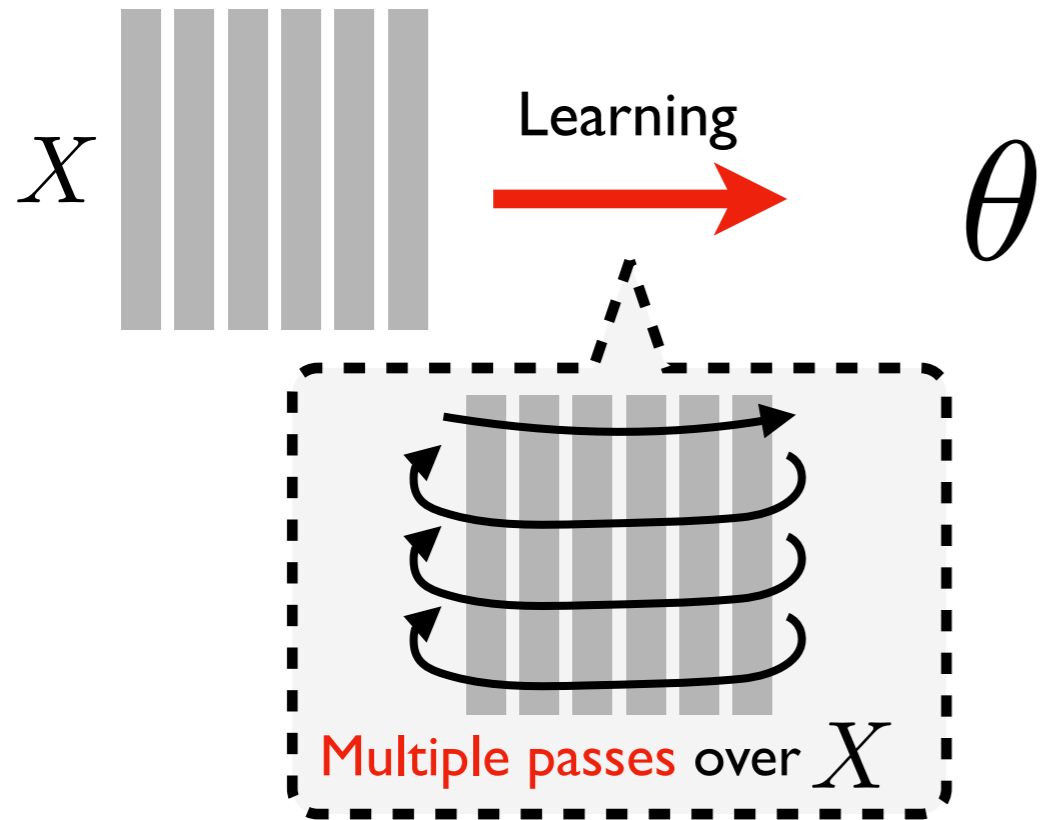 Learning
X
θ
Multiple passes over X